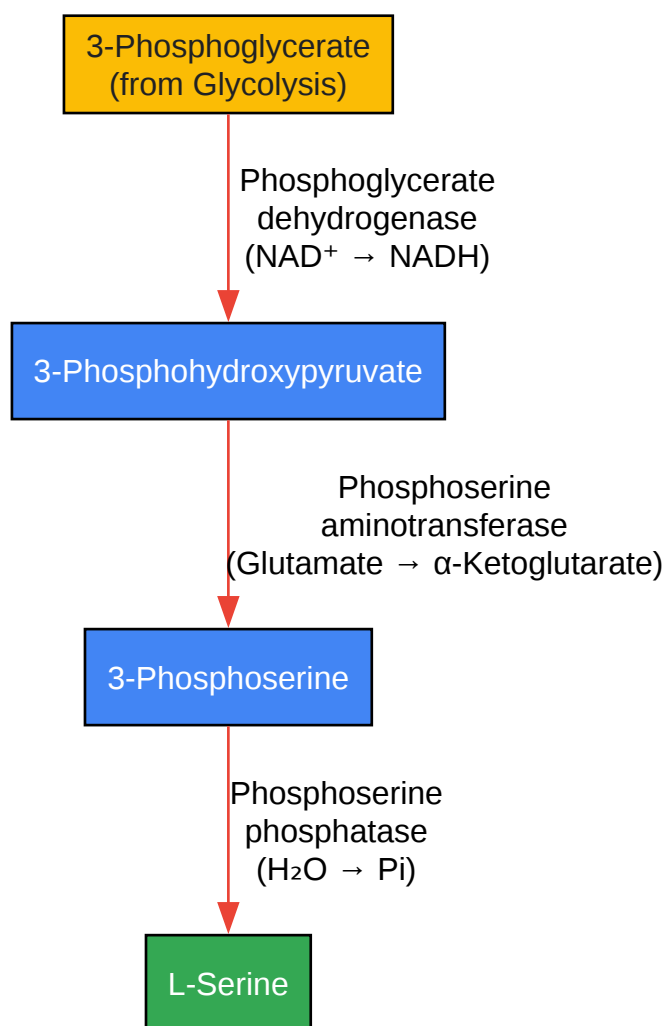 3-Phosphoglycerate
(from Glycolysis)
Phosphoglycerate
dehydrogenase
(NAD⁺ → NADH)
3-Phosphohydroxypyruvate
Phosphoserine
aminotransferase
(Glutamate → α-Ketoglutarate)
3-Phosphoserine
Phosphoserine
phosphatase
(H₂O → Pi)
L-Serine